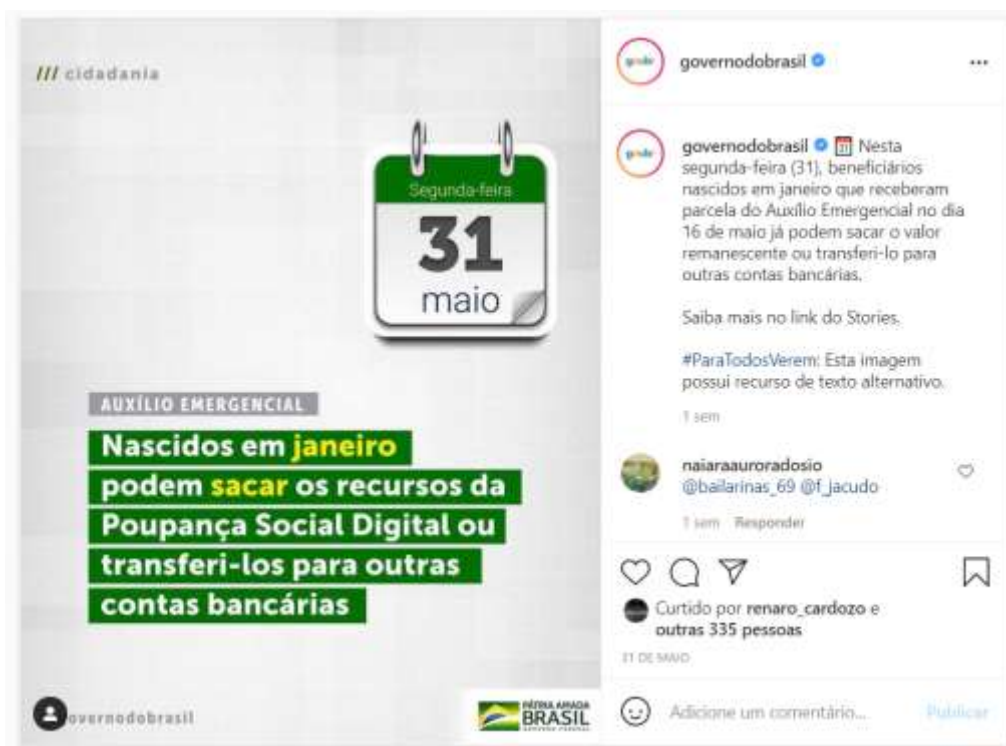 /// cidadania
Segunda-feira
31
maio
AUXÍLIO EMERGENCIAL
Nascidos em janeiro
podem sacar os recursos da
Poupança Social Digital ou
transferi-los para outras
contas bancárias
overnodobrasil
PÁTRIA AMADA
BRASIL
GOVERNO FEDERAL
governodobrasil
governodobrasil Nesta
segunda-feira (31), beneficiários
nascidos em janeiro que receberam
parcela do Auxílio Emergencial no dia
16 de maio já podem sacar o valor
remanescente ou transferi-lo para
outras contas bancárias.
Saiba mais no link do Stories.
#ParaTodosVerem: Esta imagem
possui recurso de texto alternativo.
1 sem
naiaraauroradosio
@bailarinas_69 @f_jacudo
1 sem Responder
Curtido por renaro_cardozo e
outras 335 pessoas
31 DE MAIO
Adicione um comentário... Publicar